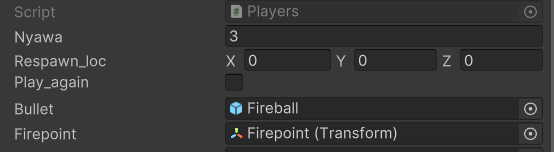 Script Players
Nyawa 3
Respawn_loc X 0 Y 0 Z 0
Play_again
Bullet Fireball
Firepoint Firepoint (Transform)